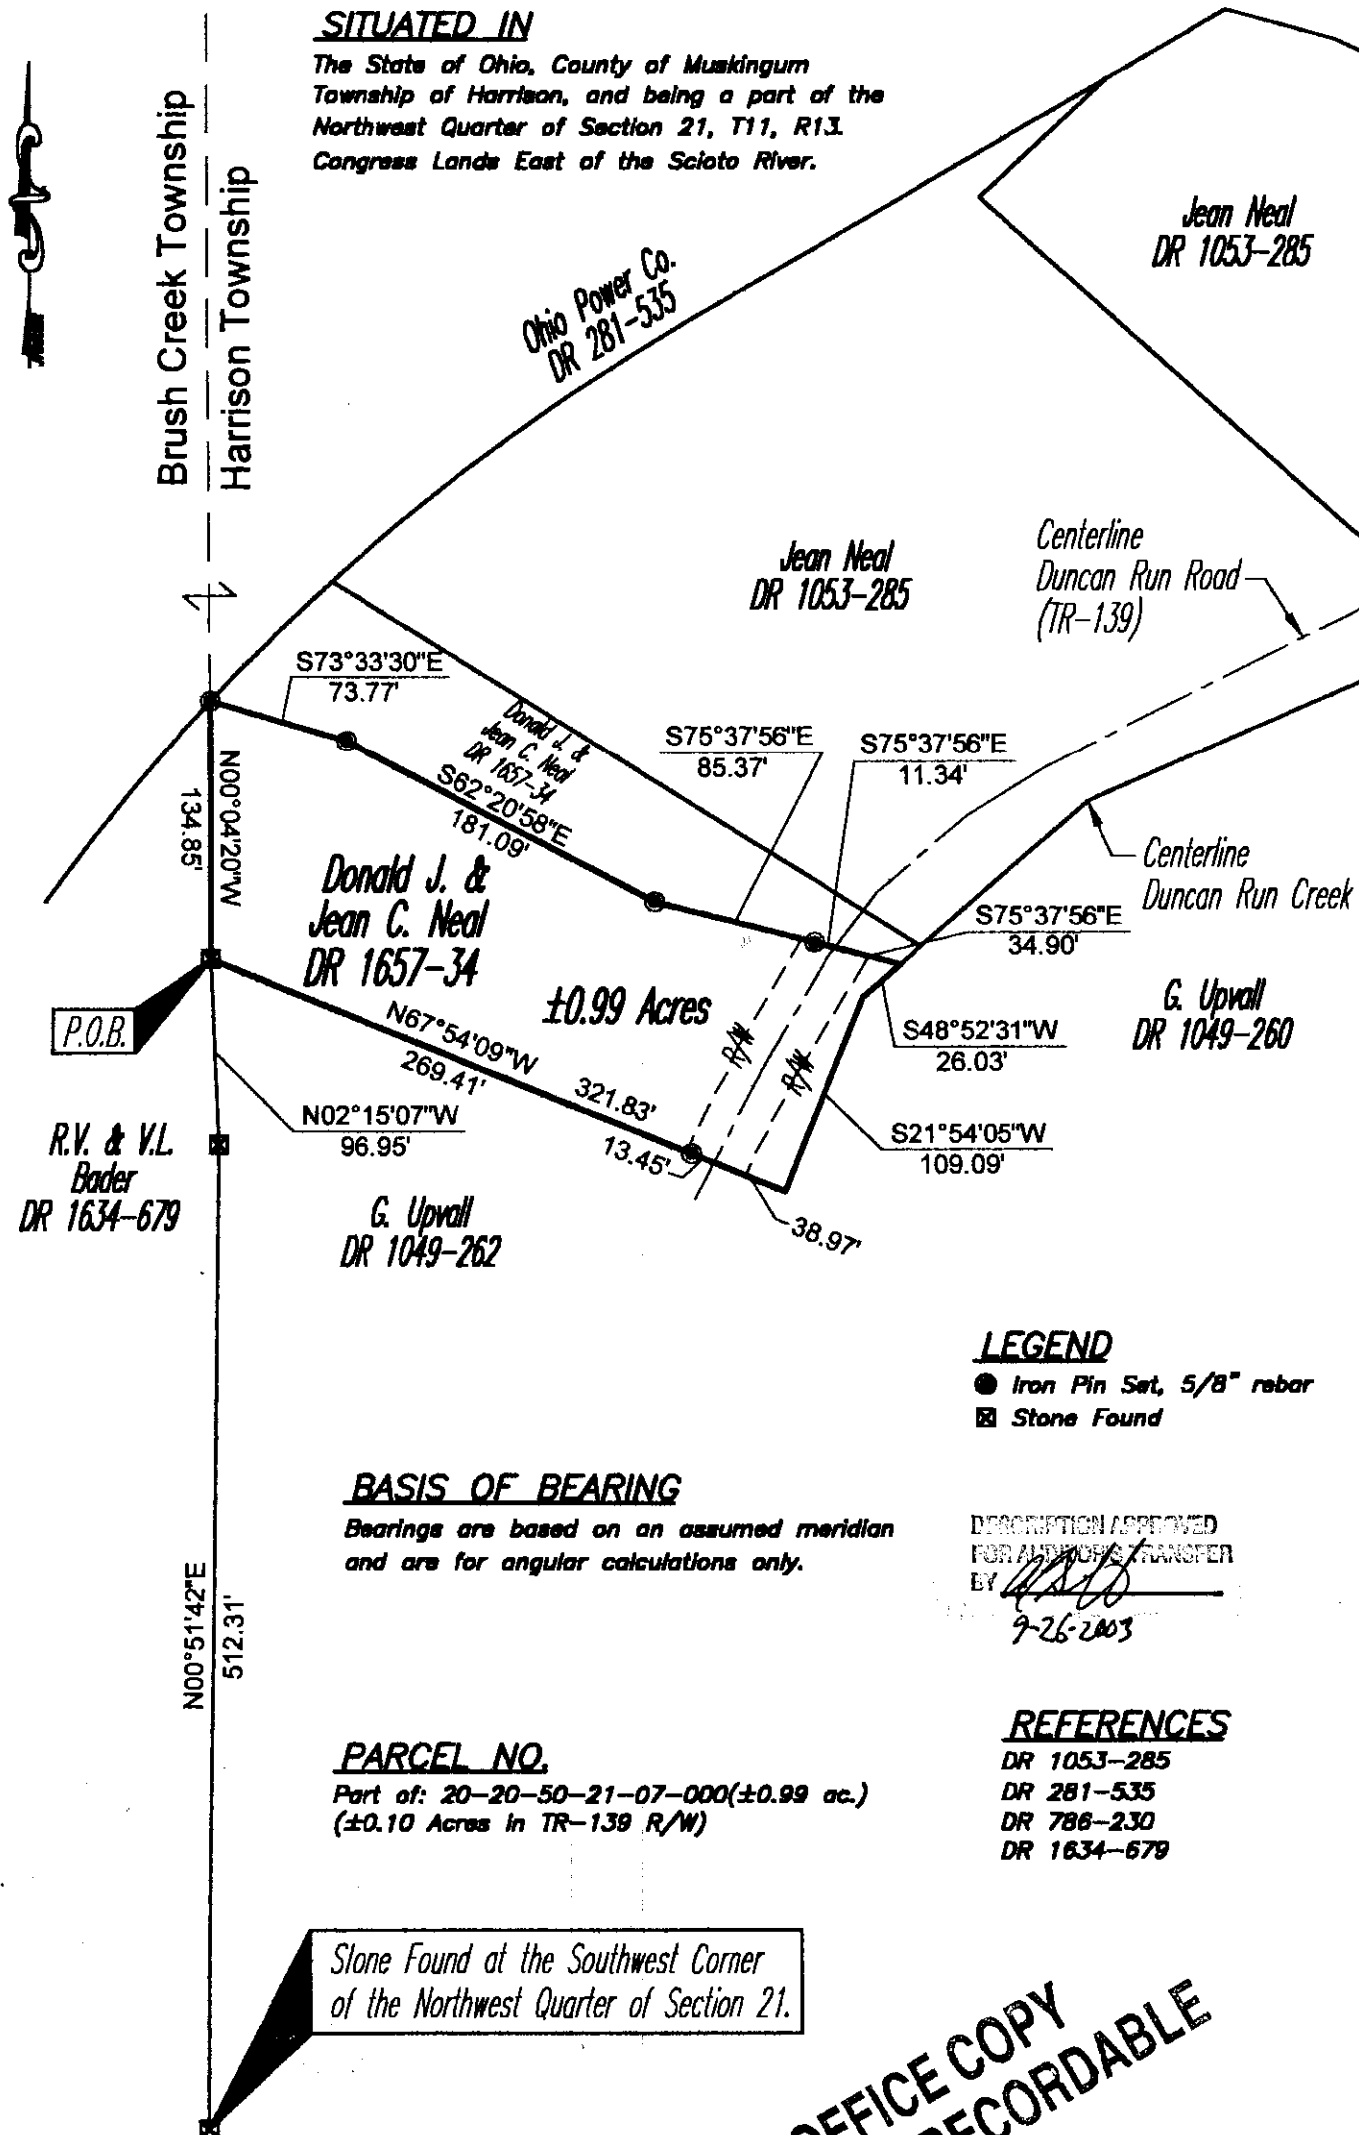 SITUATED IN
The State of Ohio, County of Muskingum
Township of Harrison, and being a part of the
Northwest Quarter of Section 21, T11, R13.
Congress Lands East of the Scioto River.
Brush Creek Township
Harrison Township
Jean Neal
DR 1053-285
Ohio Power Co.
DR 281-535
Jean Neal
DR 1053-285
Centerline
Duncan Run Road
(TR-139)
S73°33'30"E
73.77'
Donald J. &
Jean C. Neal
DR 1657-34
S62°20'58"E
181.09'
S75°37'56"E
85.37'
S75°37'56"E
11.34'
N00°04'20"W
134.85'
Donald J. &
Jean C. Neal
DR 1657-34
Centerline
Duncan Run Creek
S75°37'56"E
34.90'
±0.99 Acres
G. Upvall
DR 1049-260
P.O.B.
N67°54'09"W
269.41'
321.83'
R/W
R/W
S48°52'31"W
26.03'
N02°15'07"W
96.95'
13.45'
S21°54'05"W
109.09'
38.97'
R.V. & V.L.
Bader
DR 1634-679
G. Upvall
DR 1049-262
LEGEND
Iron Pin Set, 5/8" rebar
Stone Found
BASIS OF BEARING
Bearings are based on an assumed meridian
and are for angular calculations only.
DESCRIPTION APPROVED
FOR AUDITOR'S TRANSFER
BY
9-26-2003
N00°51'42"E
512.31'
PARCEL NO.
Part of: 20-20-50-21-07-000(±0.99 ac.)
(±0.10 Acres in TR-139 R/W)
REFERENCES
DR 1053-285
DR 281-535
DR 786-230
DR 1634-679
Stone Found at the Southwest Corner
of the Northwest Quarter of Section 21.
OFFICE COPY
RECORDABLE